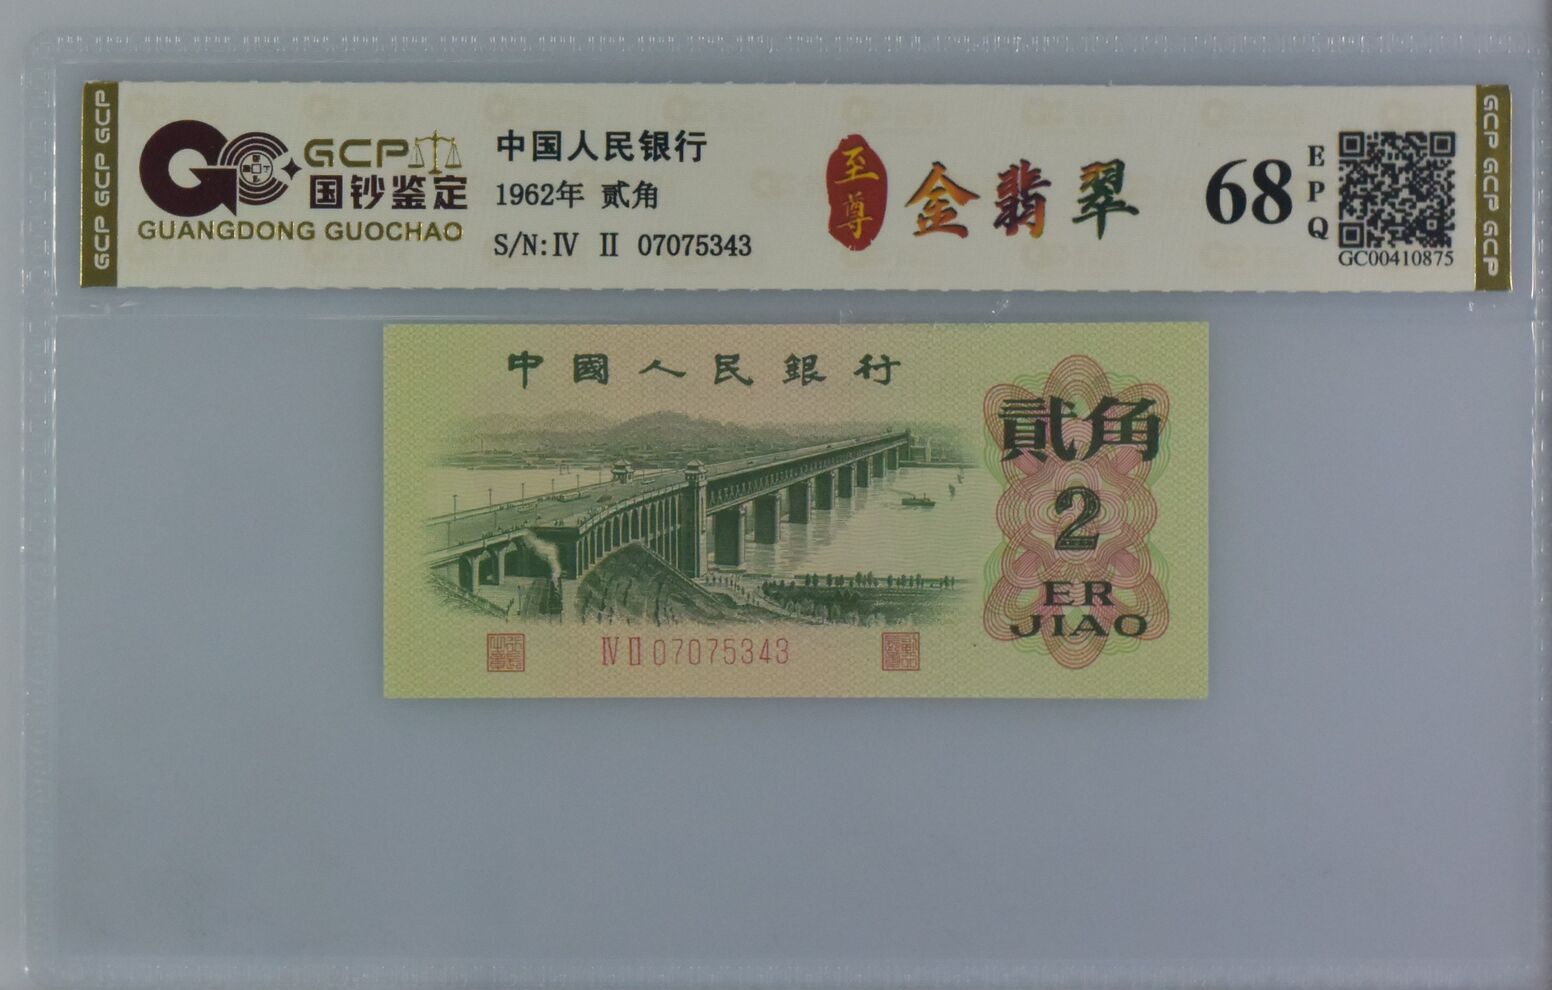 GCP GCP GCP
GCP
国钞鉴定
GUANGDONG GUOCHAO
中国人民银行
1962年 贰角
S/N:Ⅳ Ⅱ 07075343
至尊
金翡翠
68
EPQ
GC00410875
GCP GCP GCP
中國人民銀行
貳角
2
ER
JIAO
Ⅳ Ⅱ 07075343